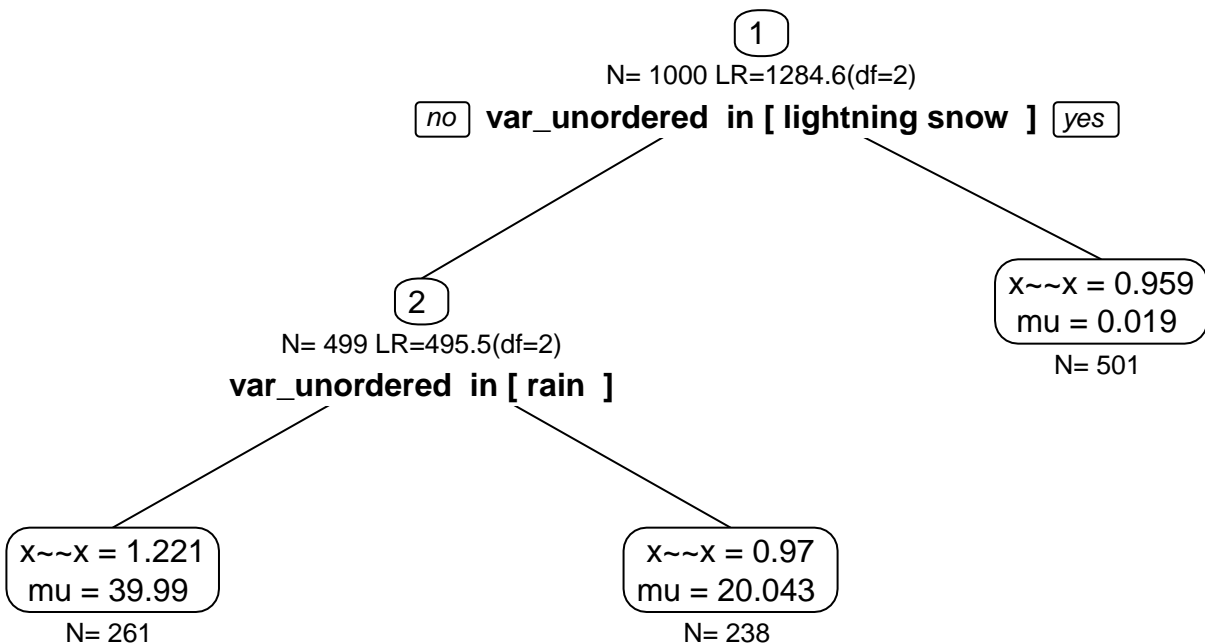 1
N= 1000 LR=1284.6(df=2)
no var_unordered in [ lightning snow ] yes
x~~x = 0.959
mu = 0.019
N= 501
2
N= 499 LR=495.5(df=2)
var_unordered in [ rain ]
x~~x = 1.221
mu = 39.99
N= 261
x~~x = 0.97
mu = 20.043
N= 238